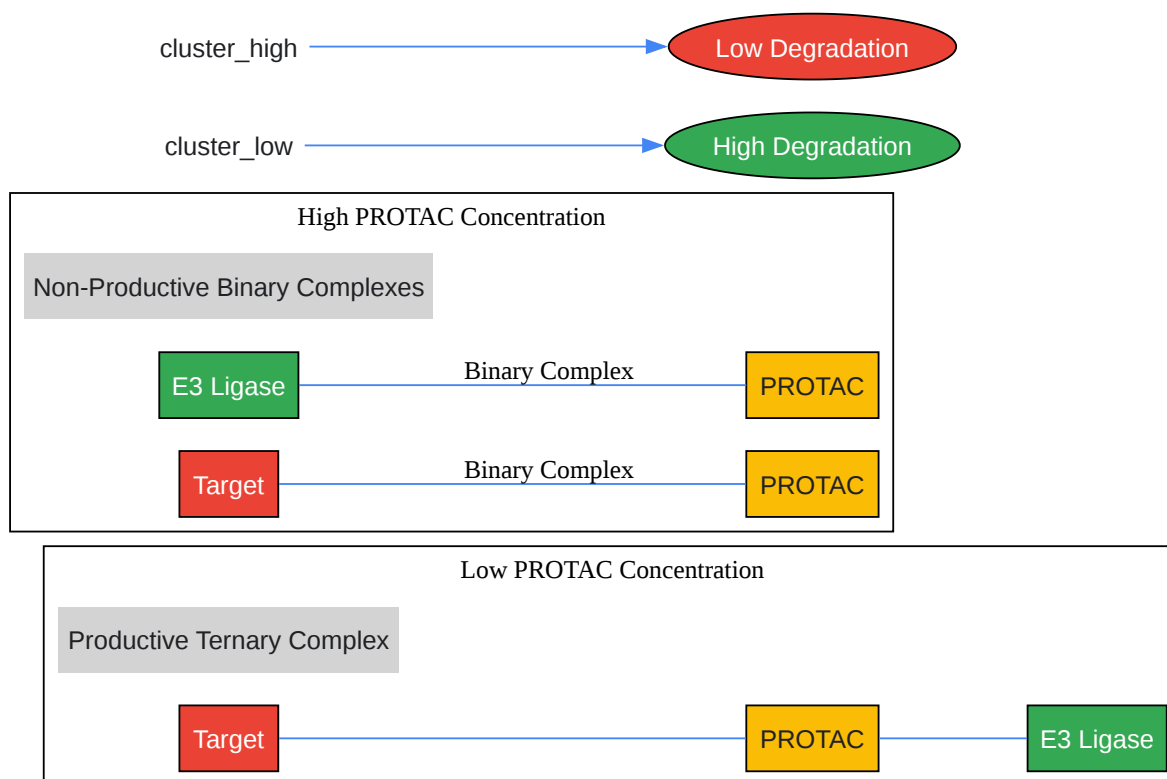 cluster_high
Low Degradation
cluster_low
High Degradation
High PROTAC Concentration
Non-Productive Binary Complexes
E3 Ligase
Binary Complex
PROTAC
Target
Binary Complex
PROTAC
Low PROTAC Concentration
Productive Ternary Complex
Target
PROTAC
E3 Ligase